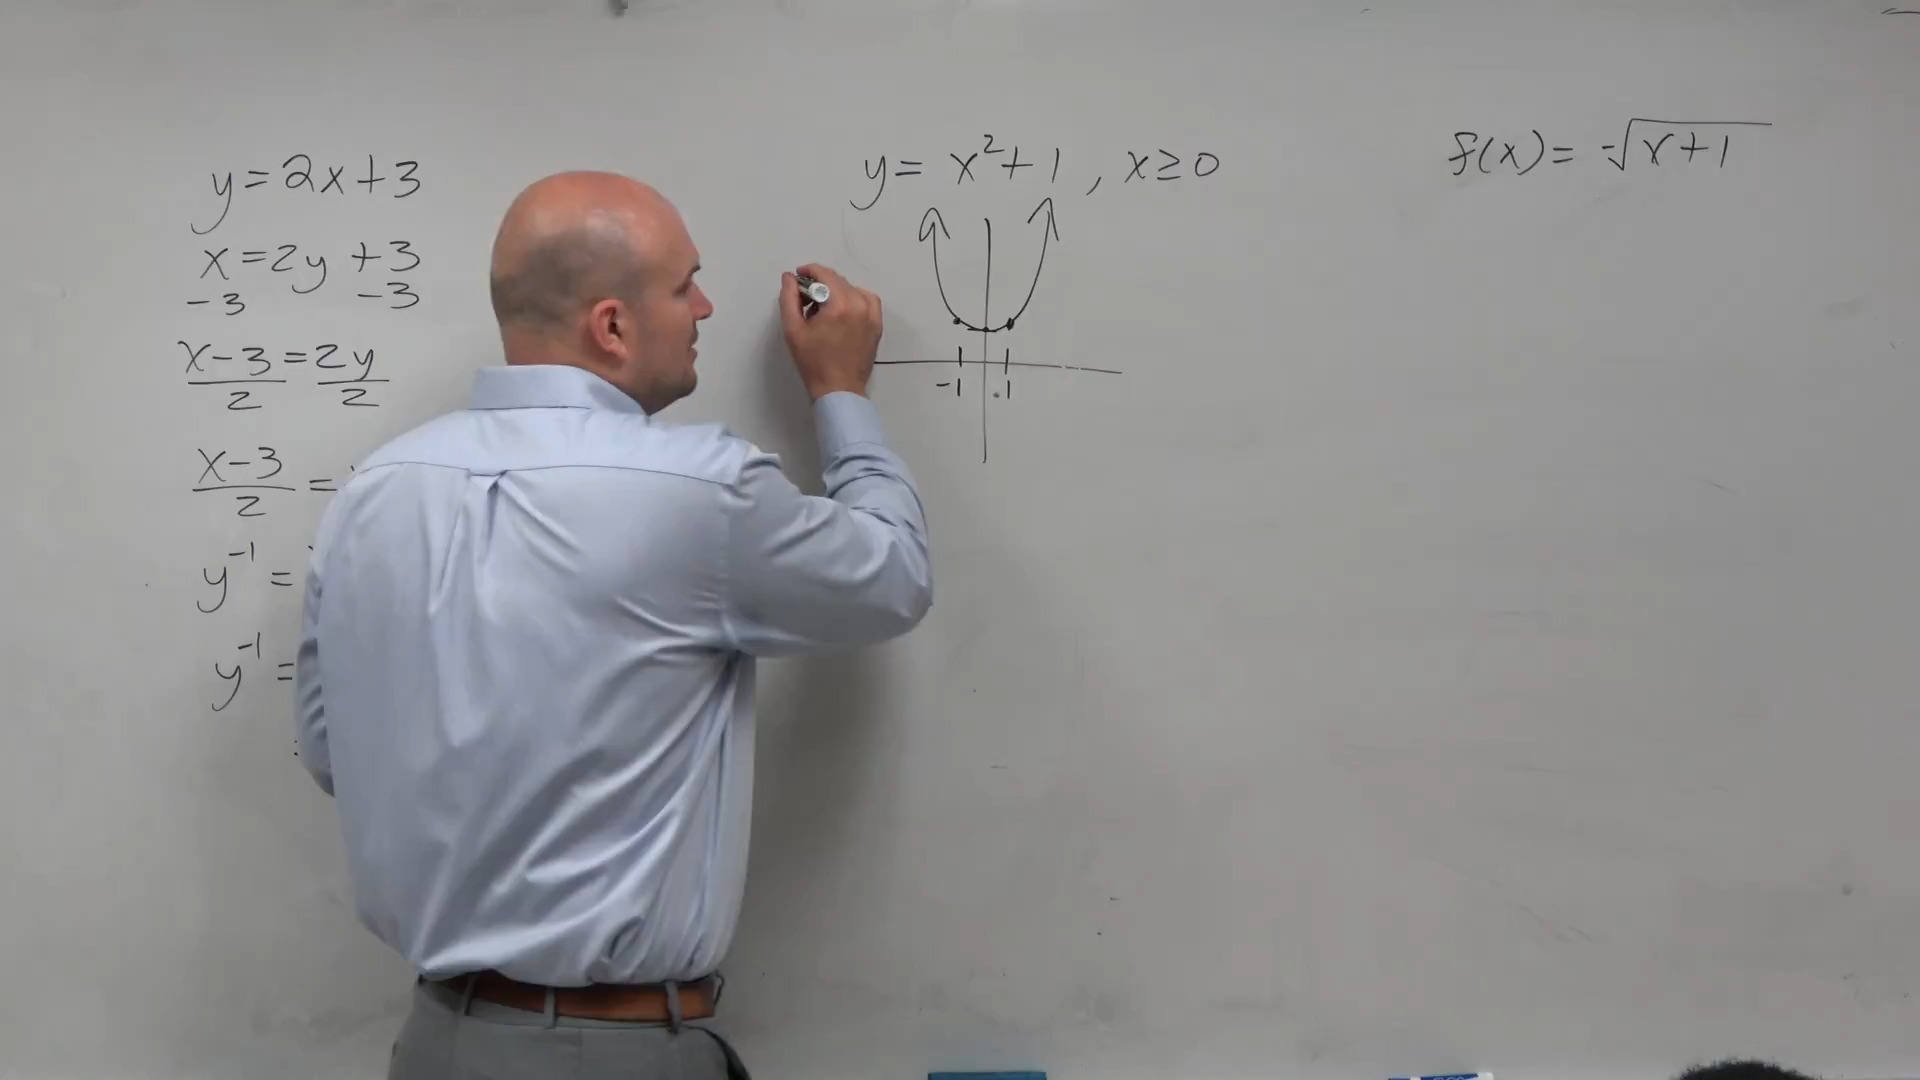 y=2x+3
x=2y+3
-3 -3
x-3=2y
2 2
x-3 =
2
y⁻¹ =
y⁻¹ =
y= x²+1, x≥0
-1 1
f(x)= √x+1